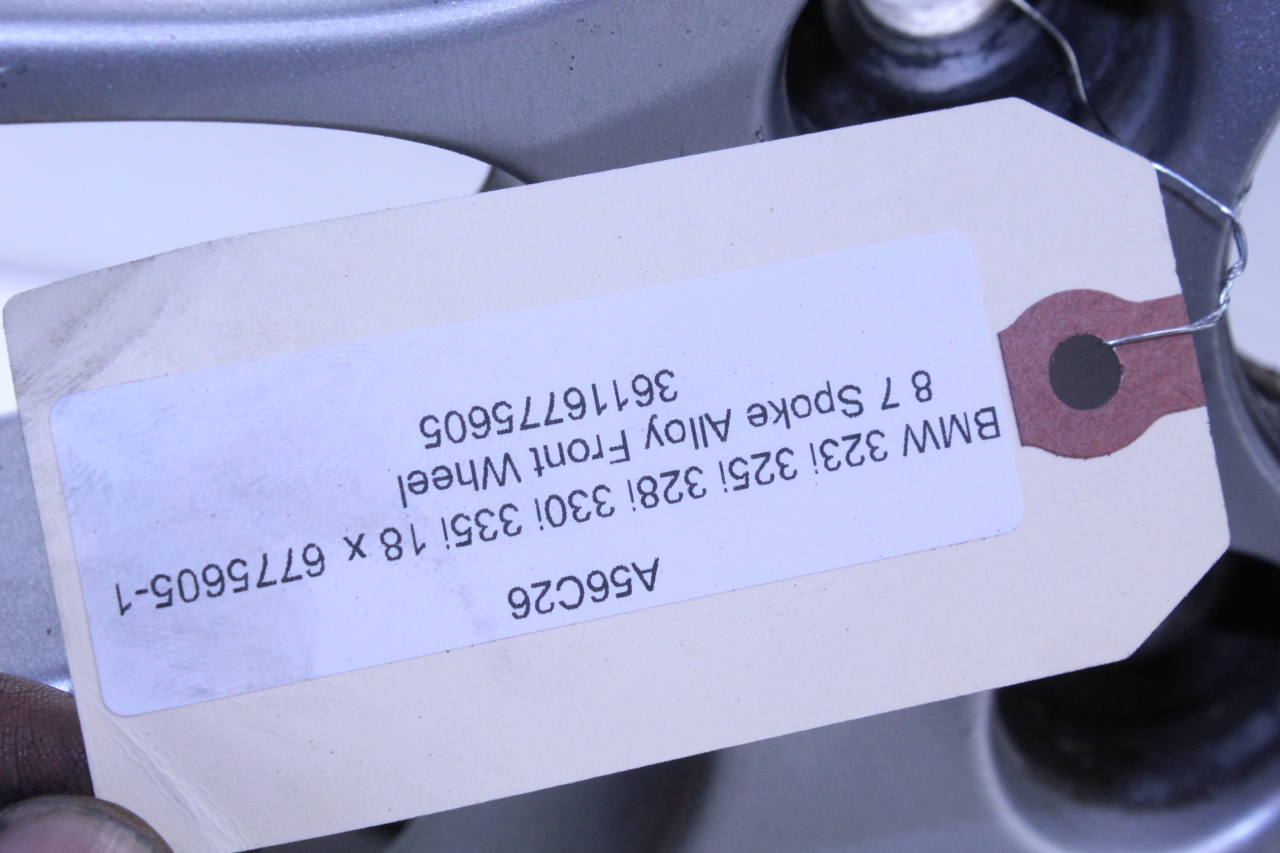 A56C26
BMW 323i 325i 328i 330i 335i 18 x 6775605-1
8 7 Spoke Alloy Front Wheel
36116775605